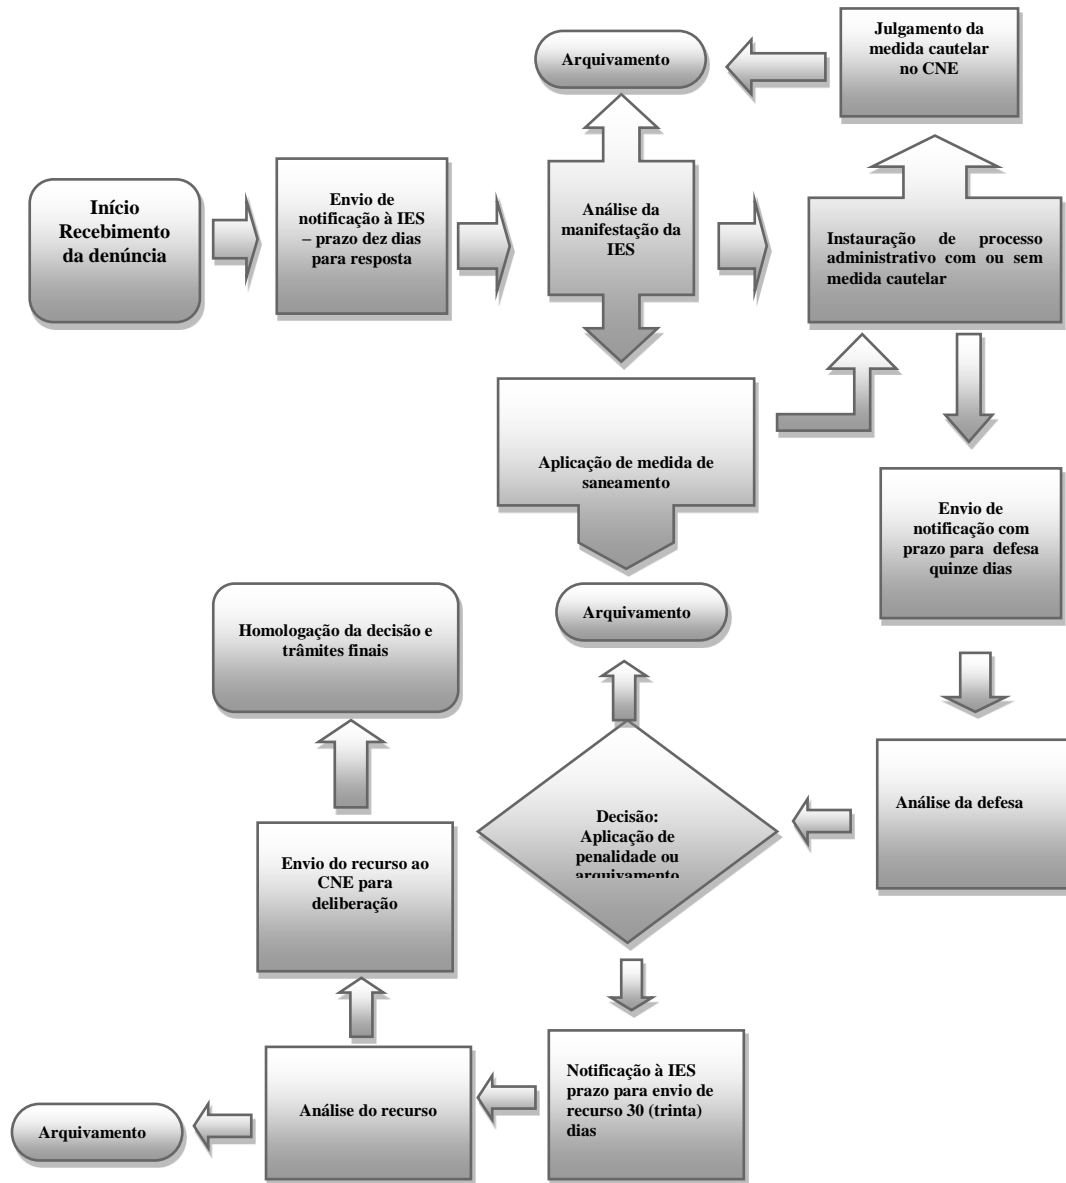 Julgamento da
medida cautelar
no CNE
Arquivamento
Início
Recebimento
da denúncia
Envio de
notificação à IES
– prazo dez dias
para resposta
Análise da
manifestação da
IES
Instauração de processo
administrativo com ou sem
medida cautelar
Aplicação de medida de
saneamento
Envio de
notificação com
prazo para defesa
quinze dias
Arquivamento
Homologação da decisão e
trâmites finais
Análise da defesa
Decisão:
Aplicação de
penalidade ou
arquivamento
Envio do recurso ao
CNE para
deliberação
Notificação à IES
prazo para envio de
recurso 30 (trinta)
dias
Análise do recurso
Arquivamento